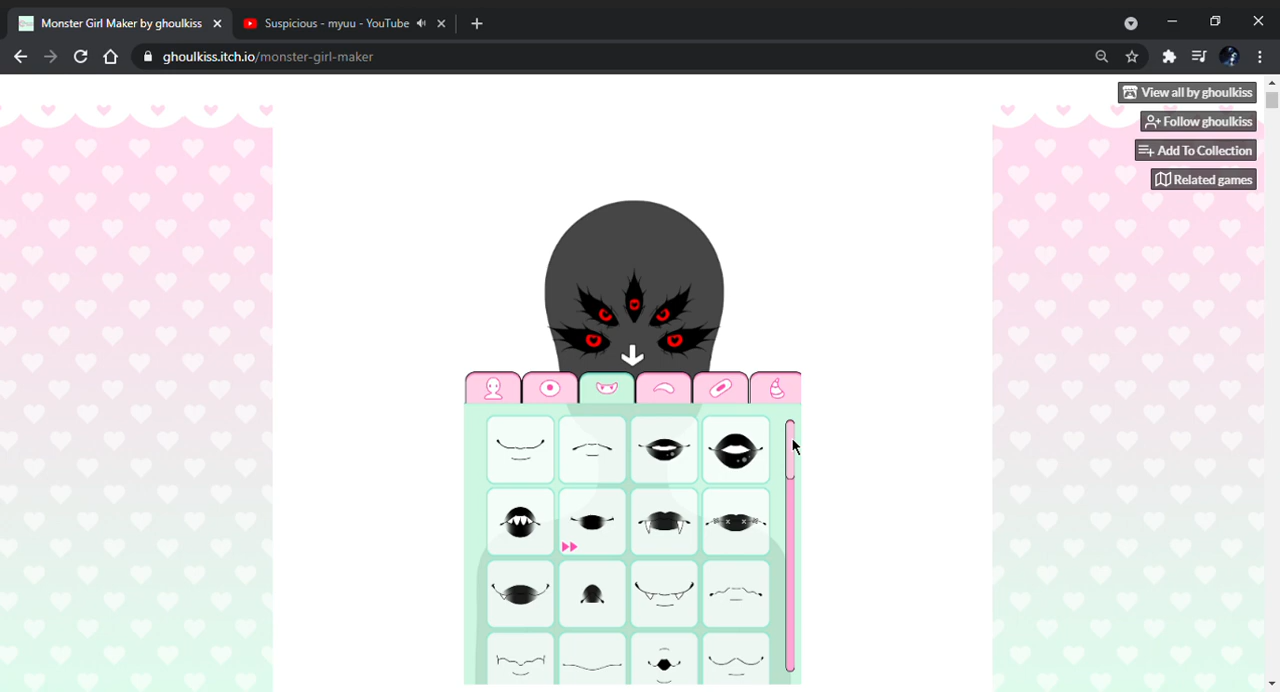 Monster Girl Maker by ghoulkiss
Suspicious - myuu - YouTube
ghoulkiss.itch.io/monster-girl-maker
View all by ghoulkiss
Follow ghoulkiss
Add To Collection
Related games